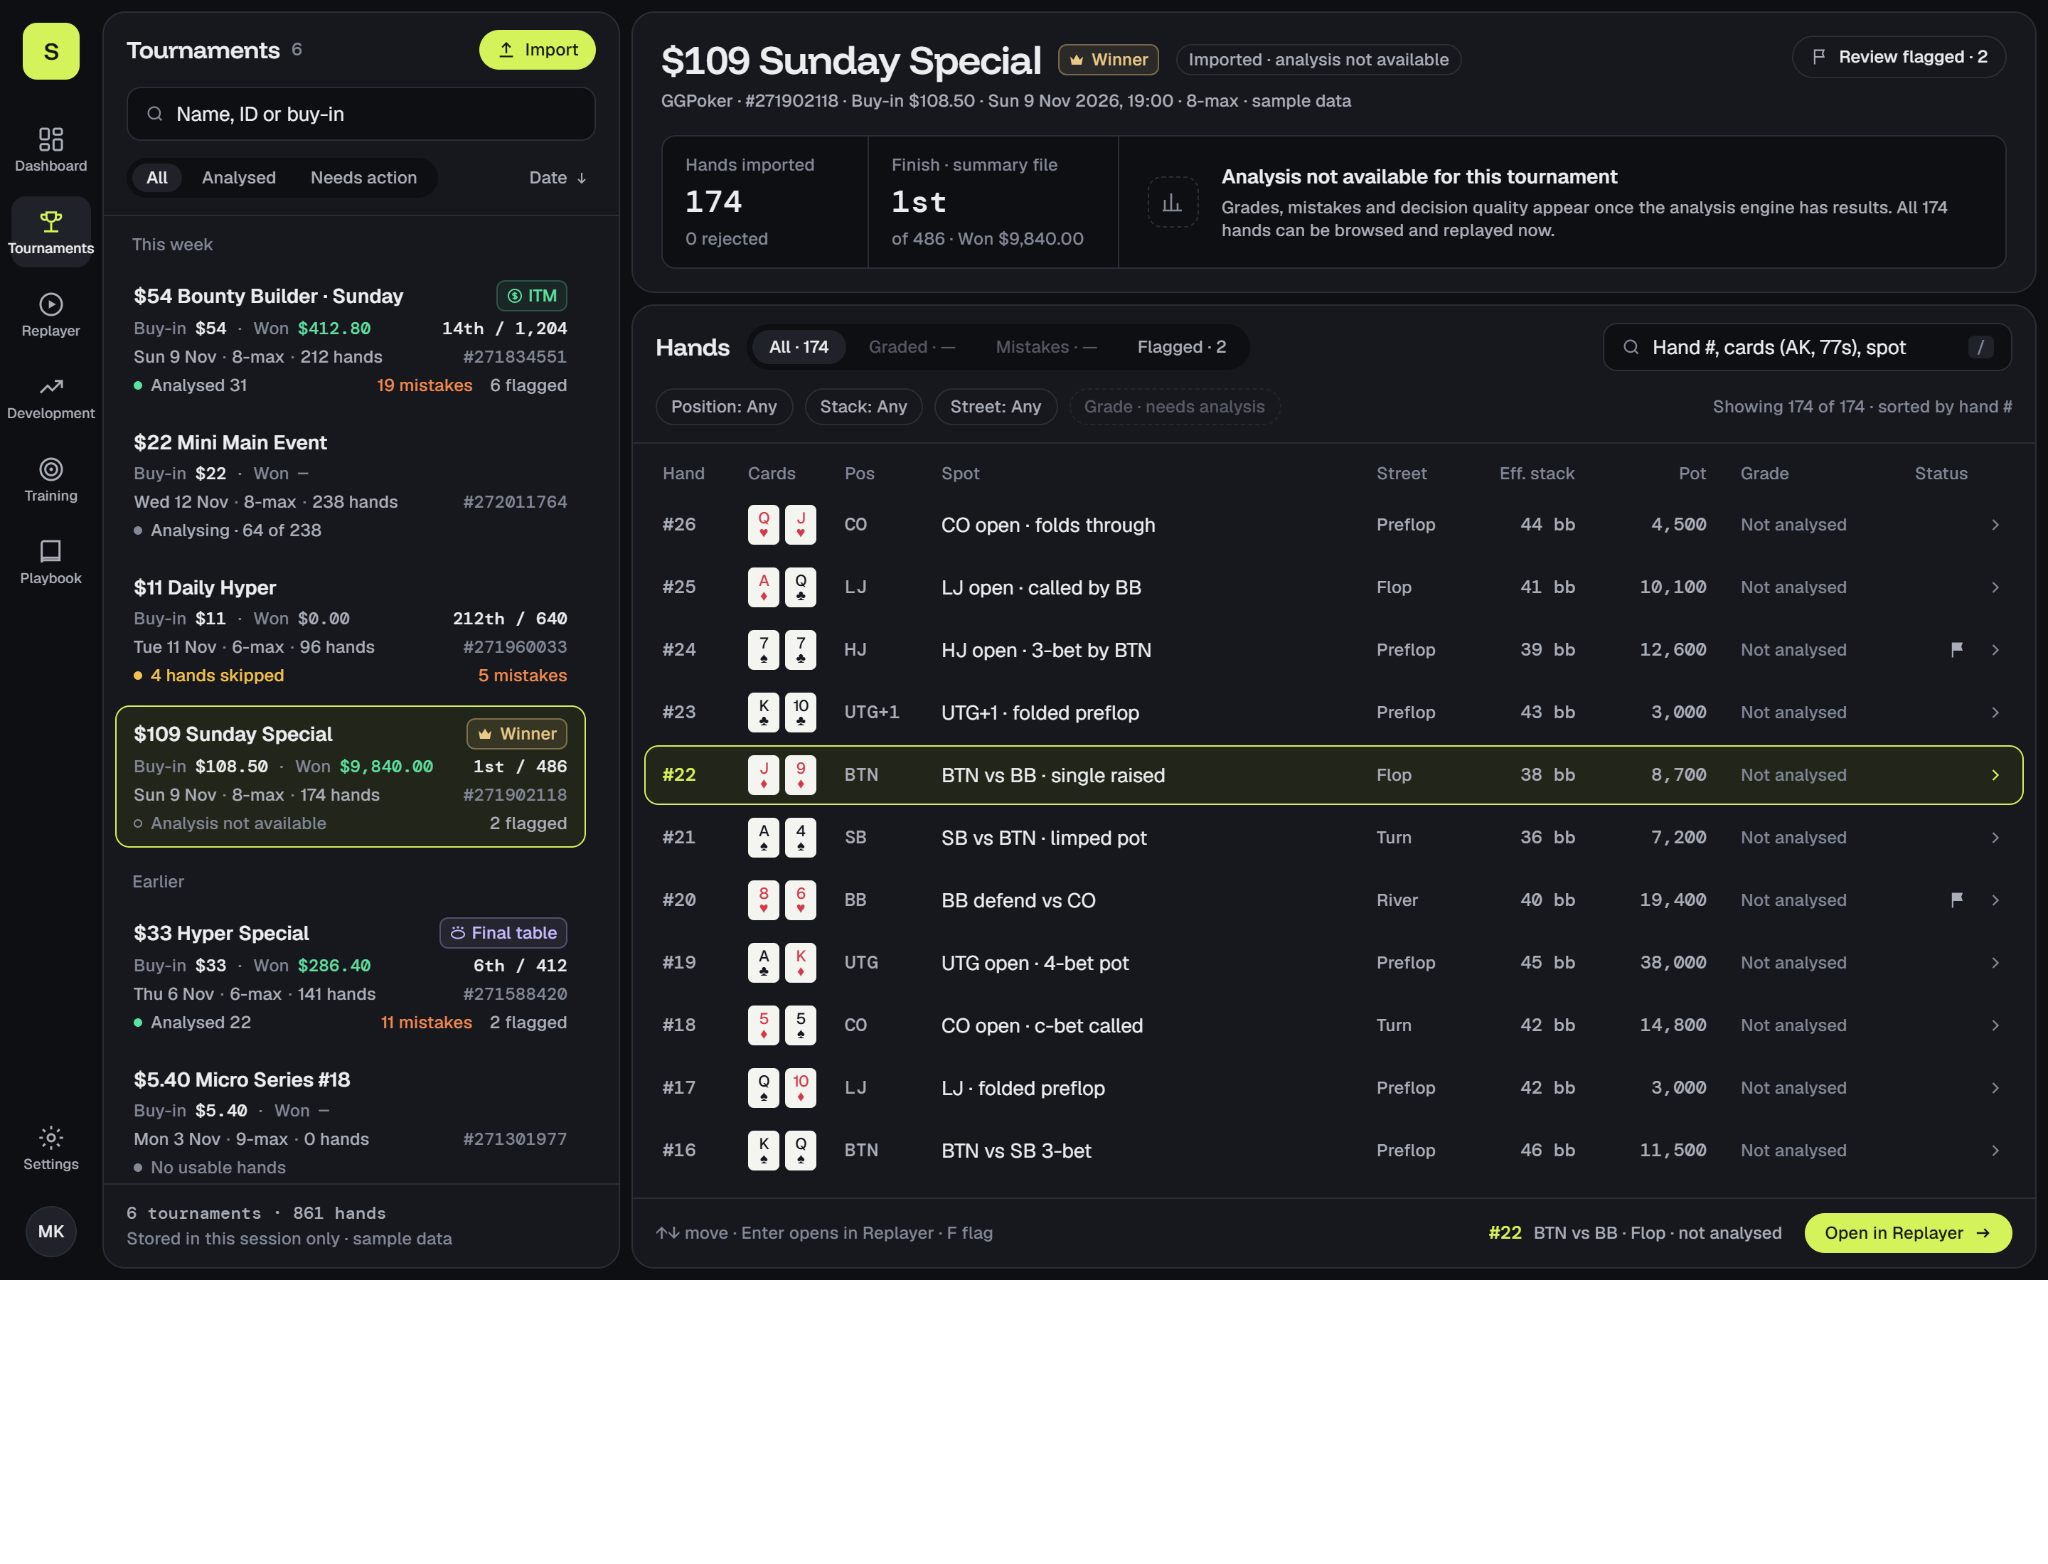 S
Dashboard
Tournaments
Replayer
Development
Training
Playbook
Settings
MK
Tournaments 6
Import
Name, ID or buy-in
All Analysed Needs action Date ↓
This week
$54 Bounty Builder · Sunday ITM
Buy-in $54 · Won $412.80 14th / 1,204
Sun 9 Nov · 8-max · 212 hands #271834551
Analysed 31 19 mistakes 6 flagged
$22 Mini Main Event
Buy-in $22 · Won –
Wed 12 Nov · 8-max · 238 hands #272011764
Analysing · 64 of 238
$11 Daily Hyper
Buy-in $11 · Won $0.00 212th / 640
Tue 11 Nov · 6-max · 96 hands #271960033
4 hands skipped 5 mistakes
$109 Sunday Special Winner
Buy-in $108.50 · Won $9,840.00 1st / 486
Sun 9 Nov · 8-max · 174 hands #271902118
Analysis not available 2 flagged
Earlier
$33 Hyper Special Final table
Buy-in $33 · Won $286.40 6th / 412
Thu 6 Nov · 6-max · 141 hands #271588420
Analysed 22 11 mistakes 2 flagged
$5.40 Micro Series #18
Buy-in $5.40 · Won –
Mon 3 Nov · 9-max · 0 hands #271301977
No usable hands
6 tournaments · 861 hands
Stored in this session only · sample data
$109 Sunday Special Winner Imported · analysis not available Review flagged · 2
GGPoker · #271902118 · Buy-in $108.50 · Sun 9 Nov 2026, 19:00 · 8-max · sample data
Hands imported
174
0 rejected
Finish · summary file
1st
of 486 · Won $9,840.00
Analysis not available for this tournament
Grades, mistakes and decision quality appear once the analysis engine has results. All 174
hands can be browsed and replayed now.
Hands All · 174 Graded · — Mistakes · — Flagged · 2 Hand #, cards (AK, 77s), spot /
Position: Any Stack: Any Street: Any Grade · needs analysis Showing 174 of 174 · sorted by hand #
Hand Cards Pos Spot Street Eff. stack Pot Grade Status
#26 Q♥ J♥ CO CO open · folds through Preflop 44 bb 4,500 Not analysed
#25 A♦ Q♣ LJ LJ open · called by BB Flop 41 bb 10,100 Not analysed
#24 7♠ 7♣ HJ HJ open · 3-bet by BTN Preflop 39 bb 12,600 Not analysed
#23 K♣ 10♣ UTG+1 UTG+1 · folded preflop Preflop 43 bb 3,000 Not analysed
#22 J♦ 9♦ BTN BTN vs BB · single raised Flop 38 bb 8,700 Not analysed
#21 A♠ 4♠ SB SB vs BTN · limped pot Turn 36 bb 7,200 Not analysed
#20 8♥ 6♥ BB BB defend vs CO River 40 bb 19,400 Not analysed
#19 A♣ K♦ UTG UTG open · 4-bet pot Preflop 45 bb 38,000 Not analysed
#18 5♦ 5♠ CO CO open · c-bet called Turn 42 bb 14,800 Not analysed
#17 Q♠ 10♦ LJ LJ · folded preflop Preflop 42 bb 3,000 Not analysed
#16 K♠ Q♠ BTN BTN vs SB 3-bet Preflop 46 bb 11,500 Not analysed
↑↓ move · Enter opens in Replayer · F flag #22 BTN vs BB · Flop · not analysed Open in Replayer →